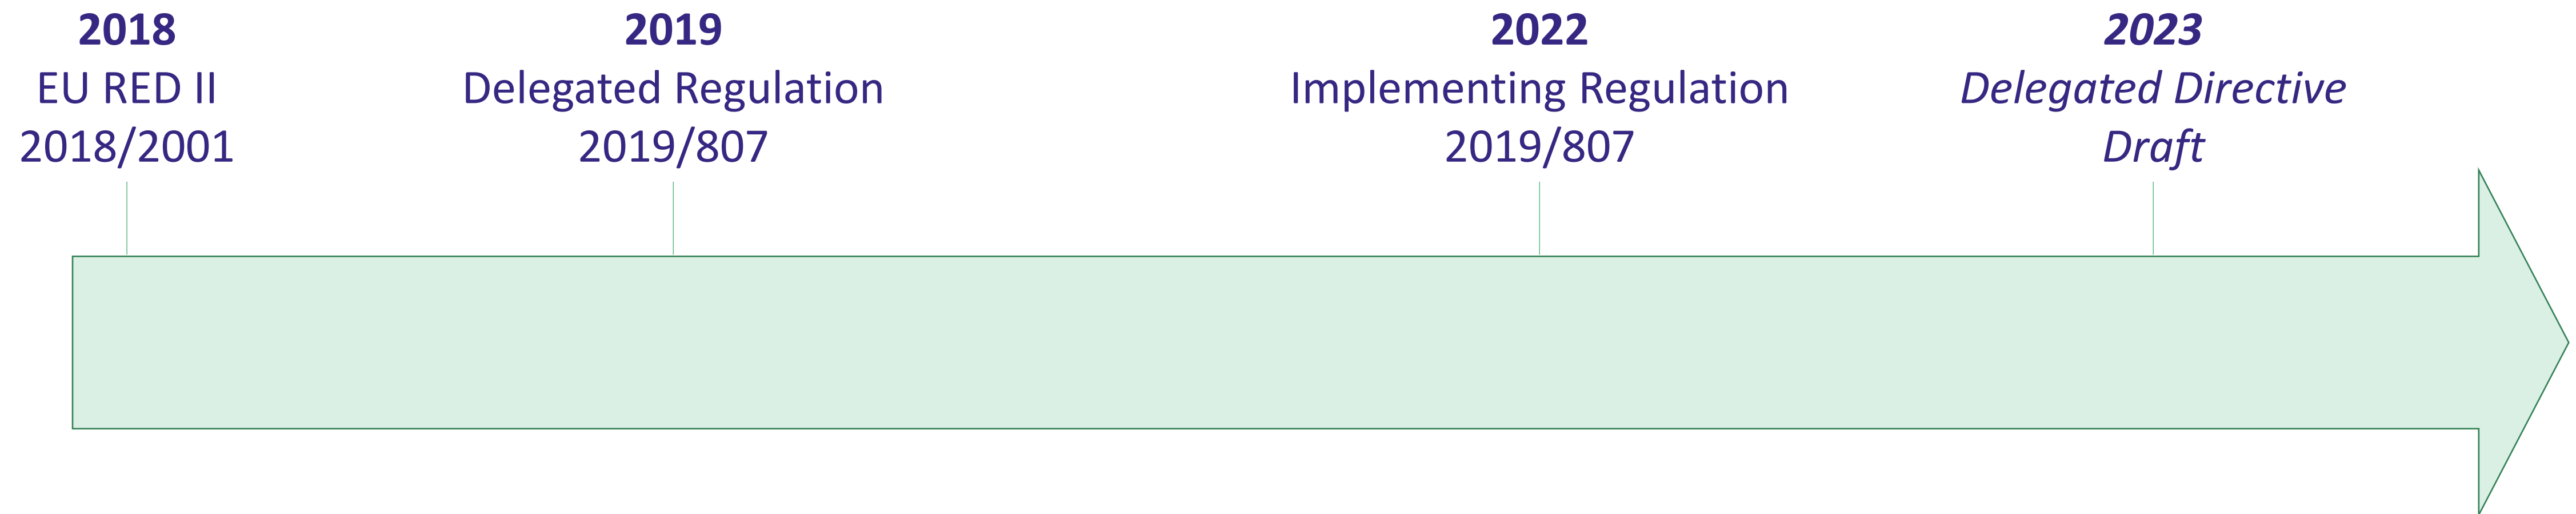 2018
EU RED II
2018/2001
2019
Delegated Regulation
2019/807
2022
Implementing Regulation
2019/807
2023
Delegated Directive
Draft